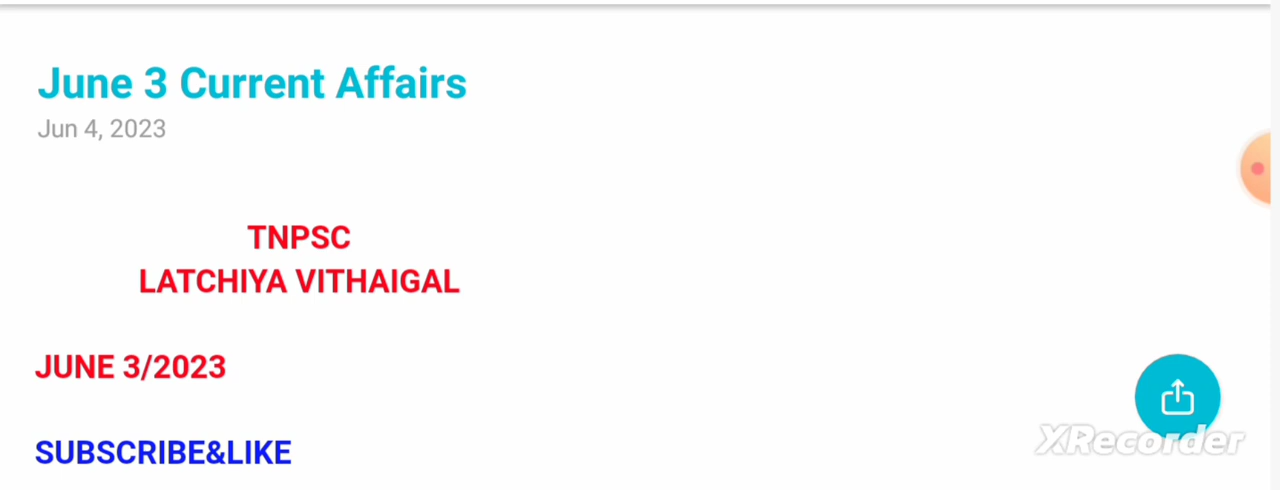 June 3 Current Affairs
Jun 4, 2023
TNPSC
LATCHIYA VITHAIGAL
JUNE 3/2023
SUBSCRIBE&LIKE
XRecorder